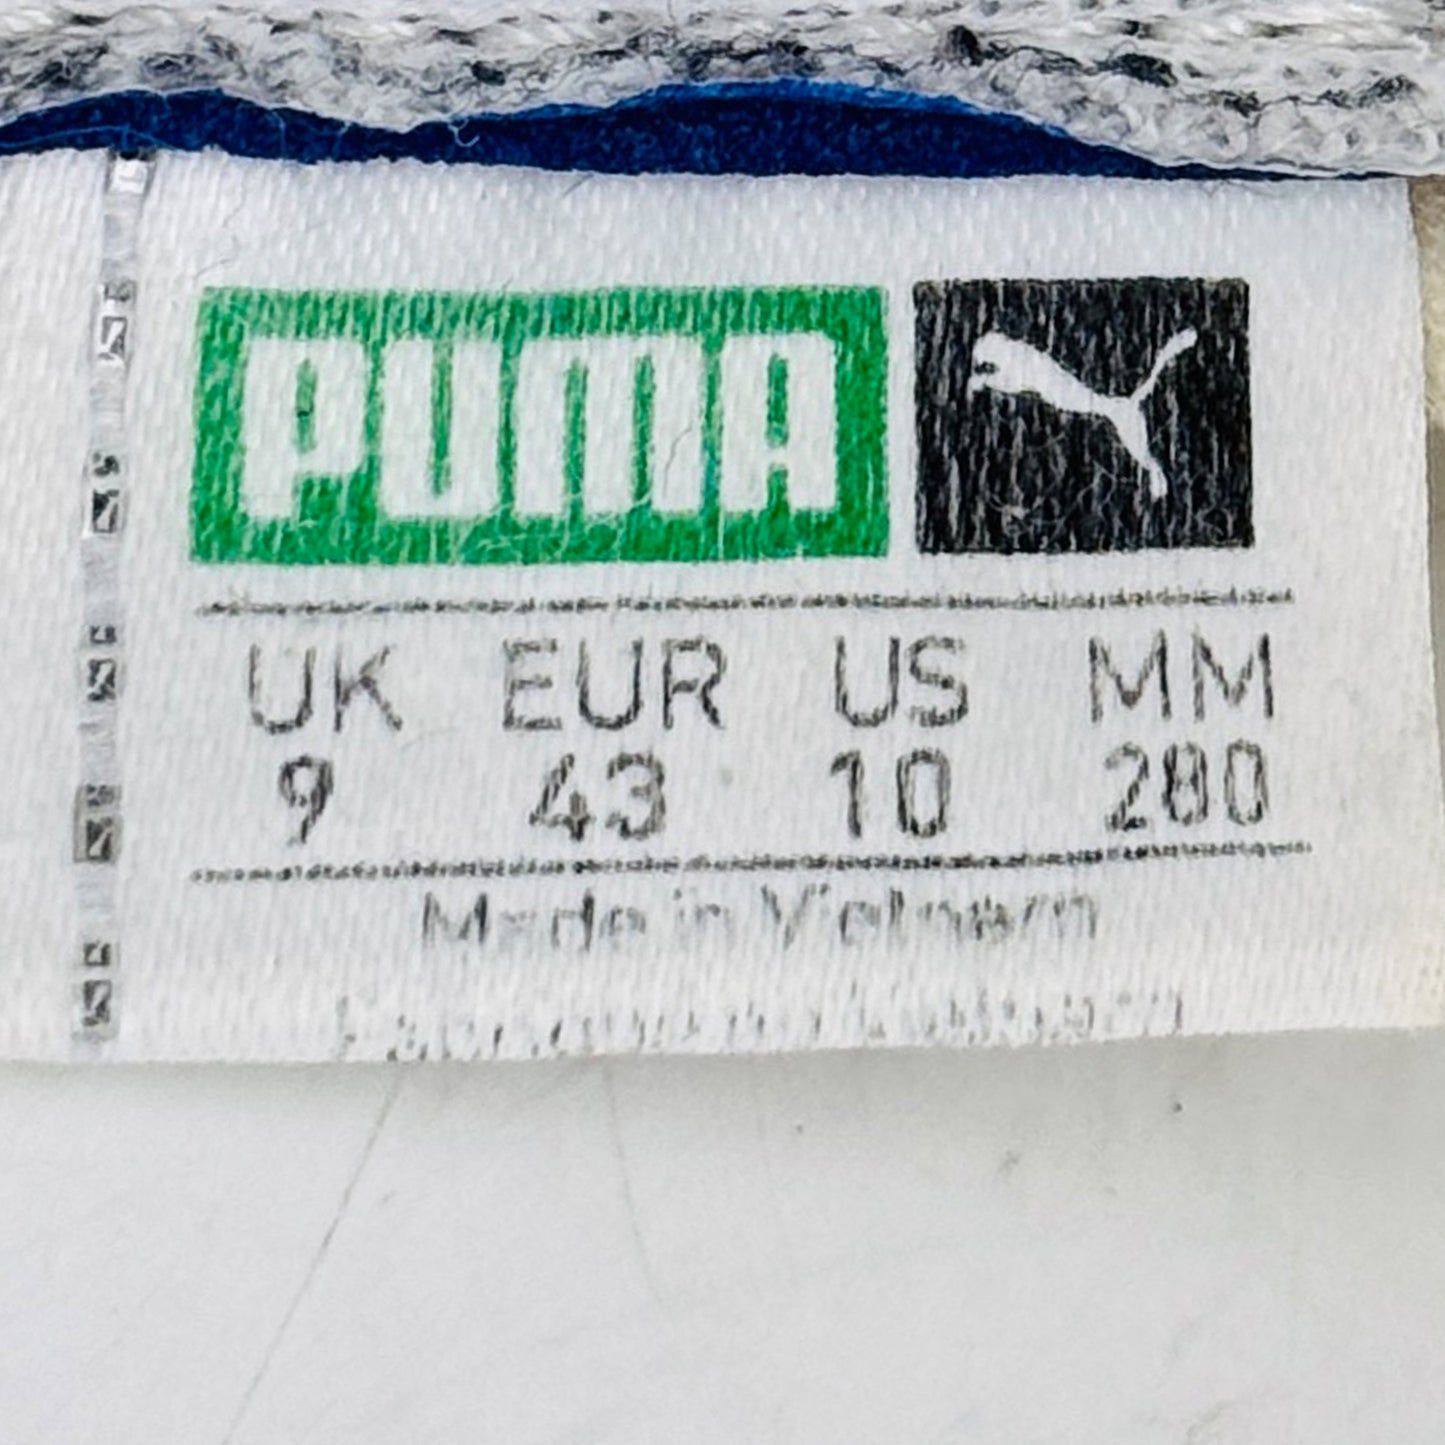 PUMA
UK EUR US MM
9 43 10 280
Made in Vietnam